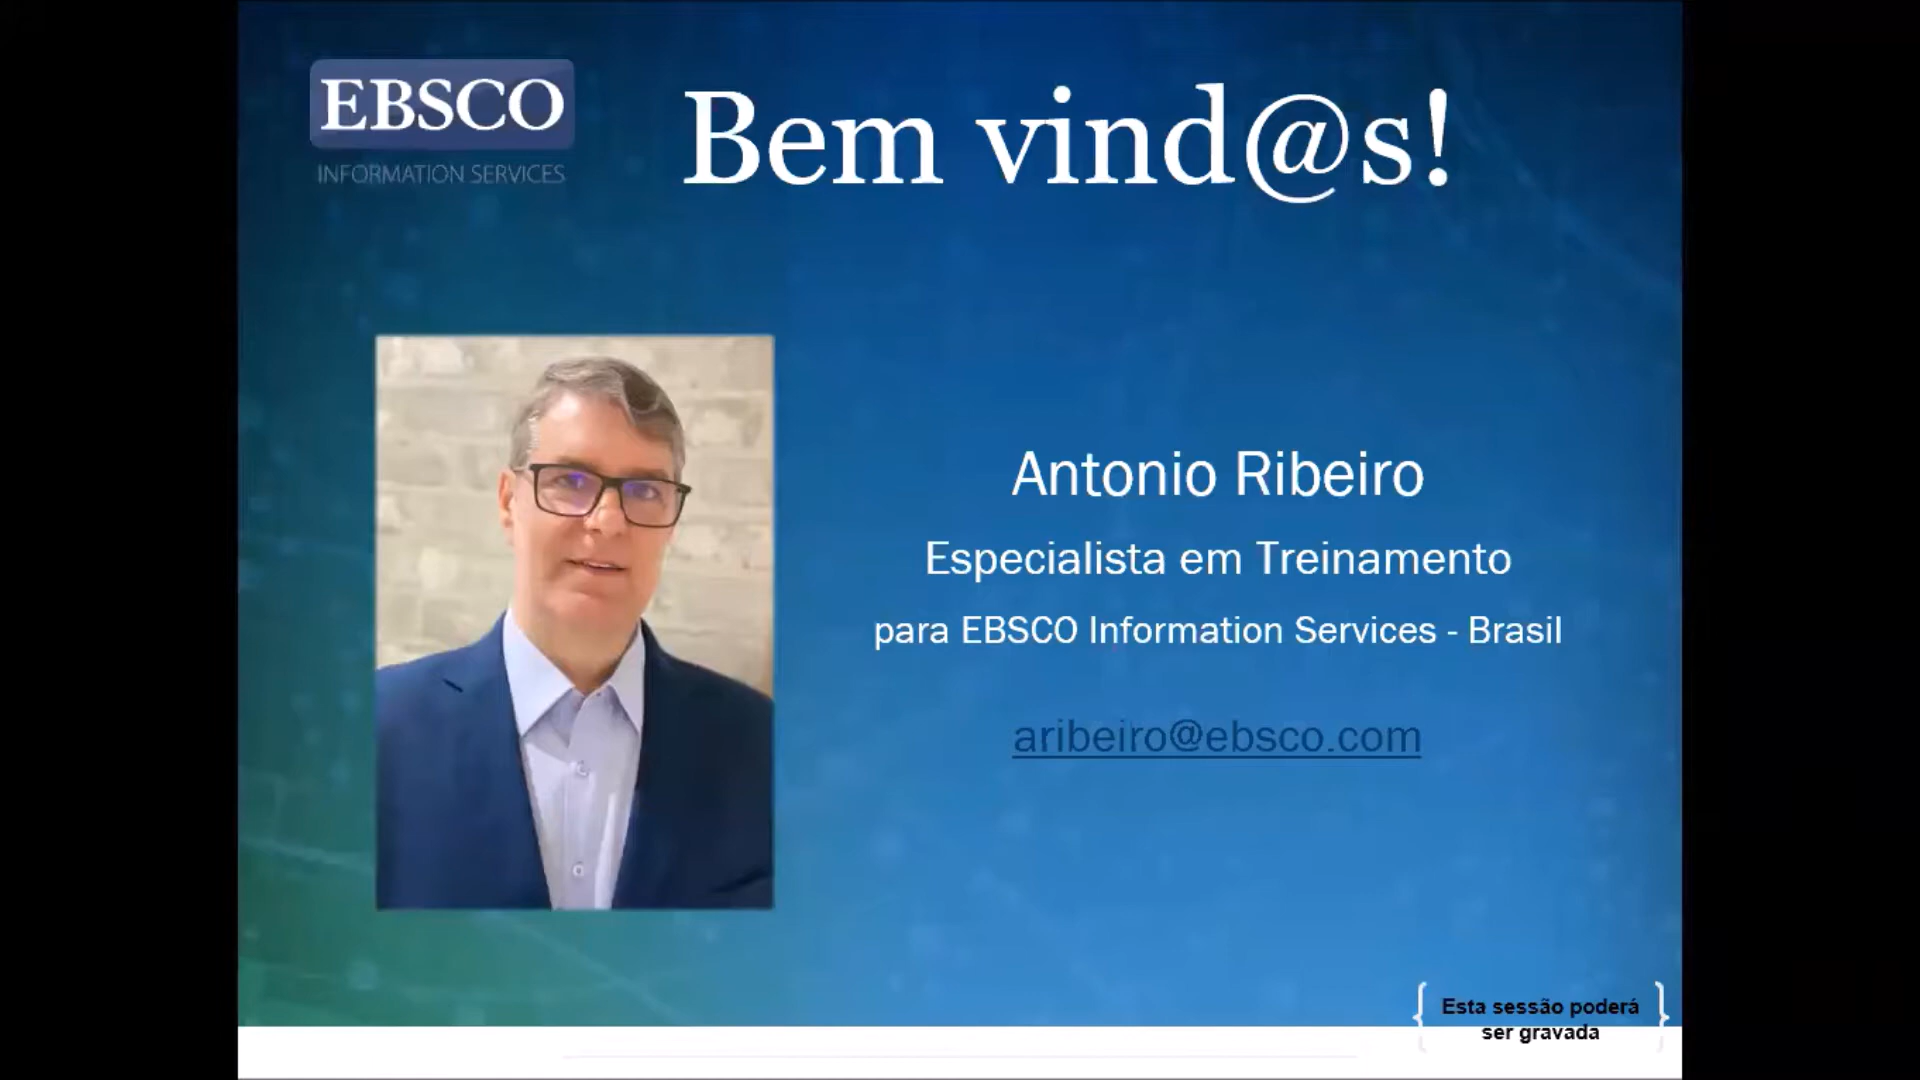 EBSCO
INFORMATION SERVICES
Bem vind@s!
Antonio Ribeiro
Especialista em Treinamento
para EBSCO Information Services - Brasil
aribeiro@ebsco.com
{ Esta sessão poderá
ser gravada }